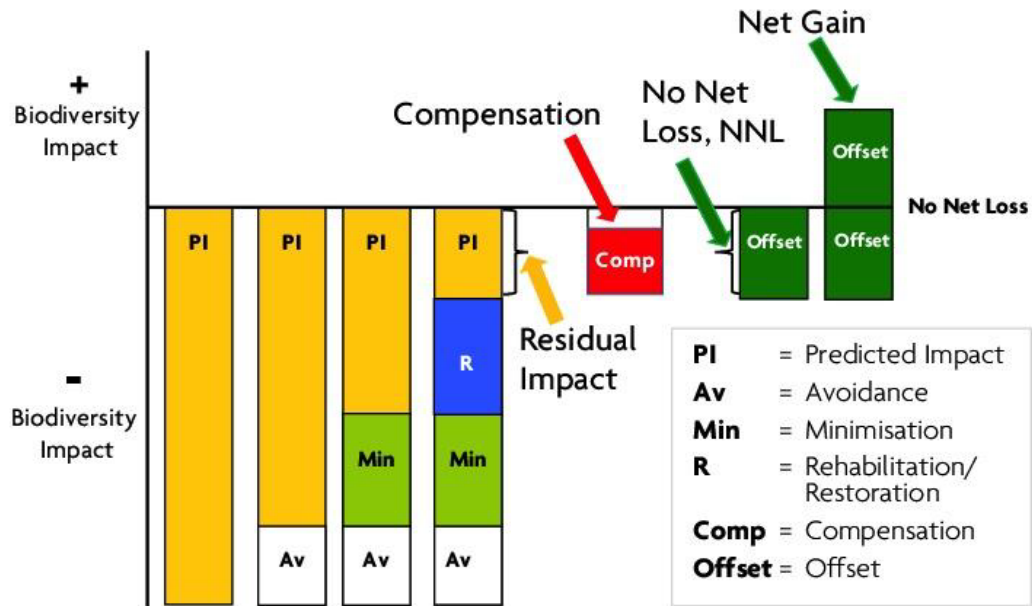 Net Gain
+
Biodiversity
Impact
Compensation
No Net
Loss, NNL
Offset
No Net Loss
PI
PI
PI
PI
Comp
Offset
Offset
Residual
Impact
R
-
Biodiversity
Impact
Min
Min
Av
Av
Av
PI = Predicted Impact
Av = Avoidance
Min = Minimisation
R = Rehabilitation/
Restoration
Comp = Compensation
Offset = Offset